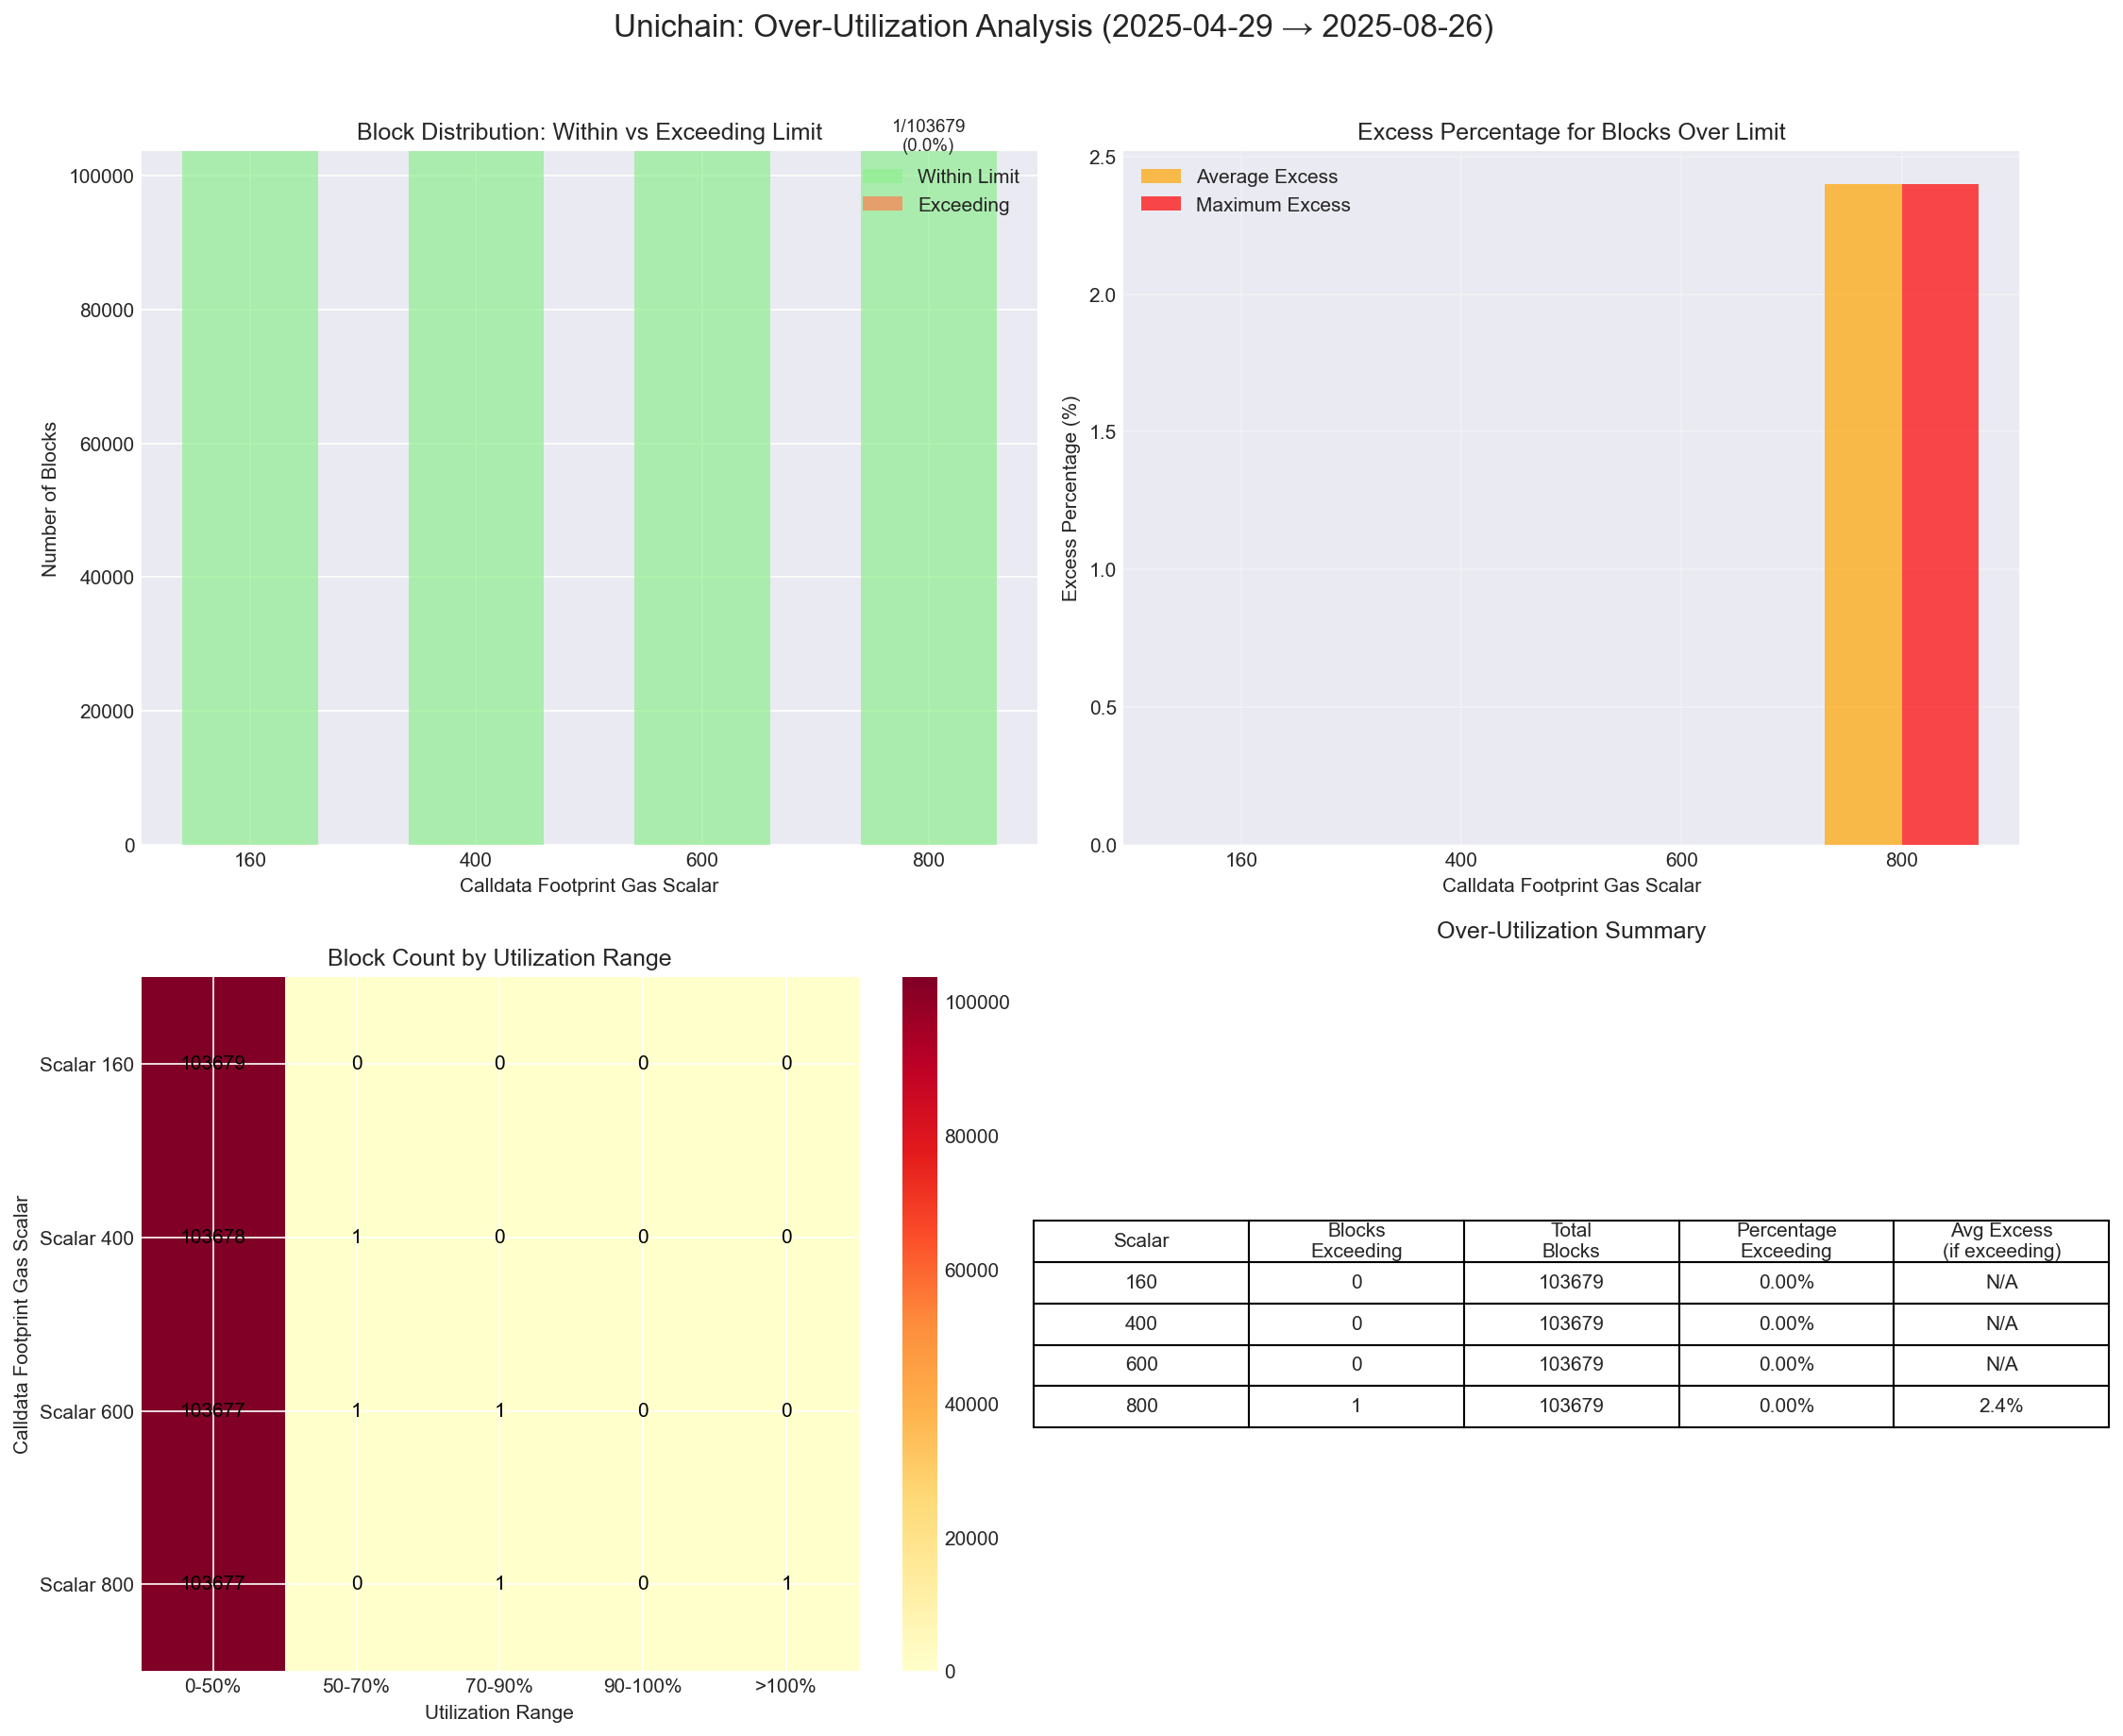 Unichain: Over-Utilization Analysis (2025-04-29 → 2025-08-26)
Block Distribution: Within vs Exceeding Limit
1/103679
(0.0%)
Within Limit
Exceeding
100000
80000
60000
40000
20000
0
Number of Blocks
160 400 600 800
Calldata Footprint Gas Scalar
Excess Percentage for Blocks Over Limit
Average Excess
Maximum Excess
2.5
2.0
1.5
1.0
0.5
0.0
Excess Percentage (%)
160 400 600 800
Calldata Footprint Gas Scalar
Block Count by Utilization Range
Calldata Footprint Gas Scalar
Scalar 160 103679 0 0 0 0
Scalar 400 103678 1 0 0 0
Scalar 600 103677 1 1 0 0
Scalar 800 103677 0 1 0 1
0-50% 50-70% 70-90% 90-100% >100%
Utilization Range
100000
80000
60000
40000
20000
0
Over-Utilization Summary
Scalar Blocks Exceeding Total Blocks Percentage Exceeding Avg Excess (if exceeding)
160 0 103679 0.00% N/A
400 0 103679 0.00% N/A
600 0 103679 0.00% N/A
800 1 103679 0.00% 2.4%